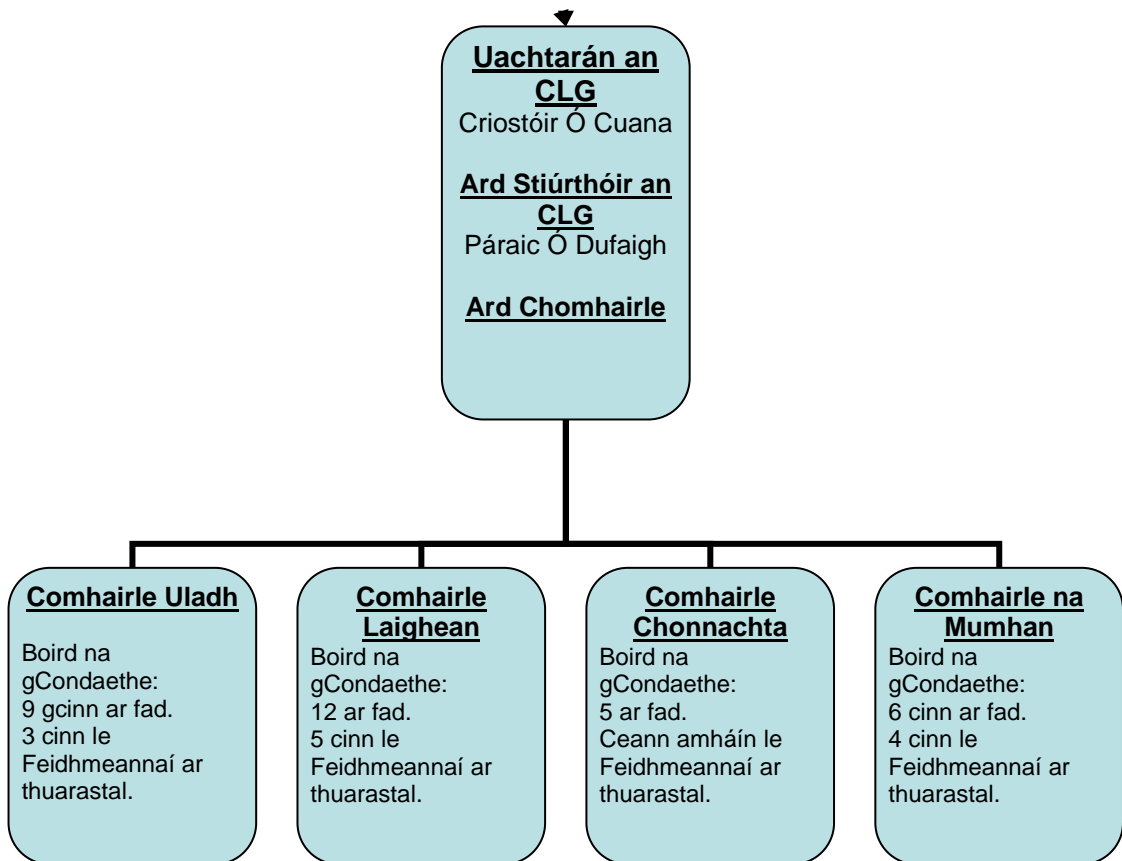 Uachtarán an
CLG
Criostóir Ó Cuana
Ard Stiúrthóir an
CLG
Páraic Ó Dufaigh
Ard Chomhairle
Comhairle Uladh
Boird na
gCondaethe:
9 gcinn ar fad.
3 cinn le
Feidhmeannaí ar
thuarastal.
Comhairle
Laighean
Boird na
gCondaethe:
12 ar fad.
5 cinn le
Feidhmeannaí ar
thuarastal.
Comhairle
Chonnachta
Boird na
gCondaethe:
5 ar fad.
Ceann amháin le
Feidhmeannaí ar
thuarastal.
Comhairle na
Mumhan
Boird na
gCondaethe:
6 cinn ar fad.
4 cinn le
Feidhmeannaí ar
thuarastal.